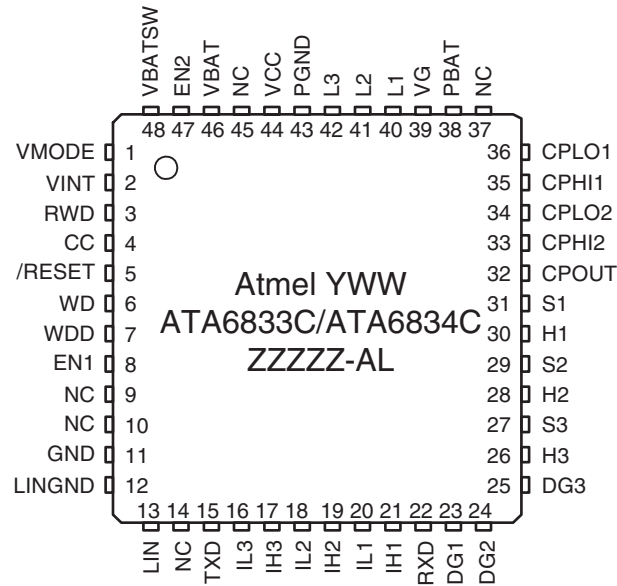 VBATSW EN2 VBAT NC VCC PGND L3 L2 L1 VG PBAT NC
48 47 46 45 44 43 42 41 40 39 38 37
VMODE 1 36 CPLO1
VINT 2 35 CPHI1
RWD 3 34 CPLO2
CC 4 33 CPHI2
/RESET 5 32 CPOUT
WD 6 31 S1
WDD 7 30 H1
EN1 8 29 S2
NC 9 28 H2
NC 10 27 S3
GND 11 26 H3
LINGND 12 25 DG3
Atmel YWW
ATA6833C/ATA6834C
ZZZZZ-AL
13 14 15 16 17 18 19 20 21 22 23 24
LIN NC TXD IL3 IH3 IL2 IH2 IL1 IH1 RXD DG1 DG2